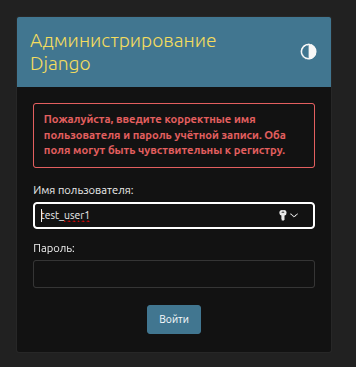 Администрирование
Django
Пожалуйста, введите корректные имя
пользователя и пароль учётной записи. Оба
поля могут быть чувствительны к регистру.
Имя пользователя:
test_user1
Пароль:
Войти